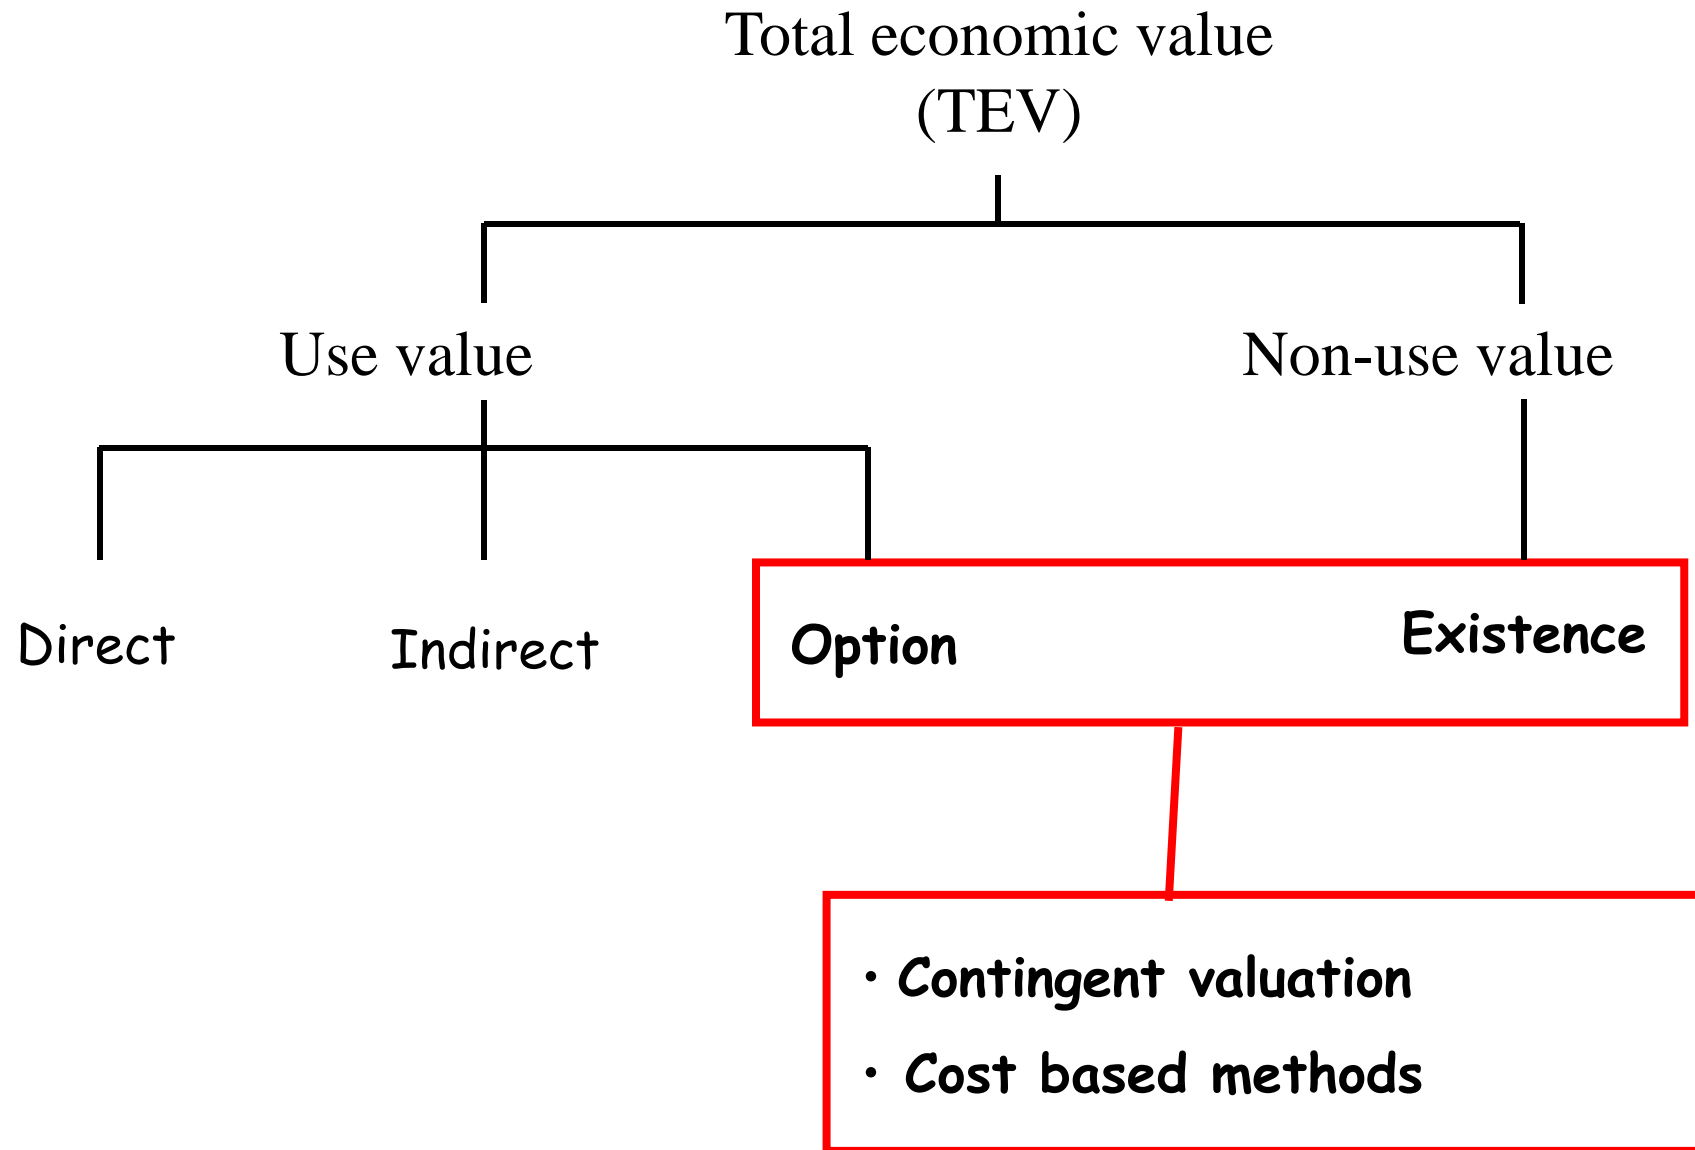 Total economic value
(TEV)
Use value
Non-use value
Direct
Indirect
Option
Existence
• Contingent valuation
• Cost based methods